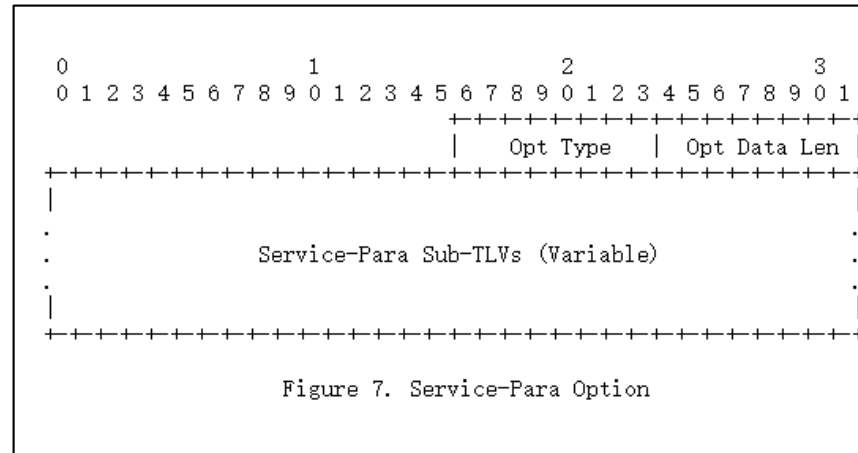 0                   1                   2                   3
0 1 2 3 4 5 6 7 8 9 0 1 2 3 4 5 6 7 8 9 0 1 2 3 4 5 6 7 8 9 0 1
+-+-+-+-+-+-+-+-+-+-+-+-+-+-+-+-+
| Opt Type | Opt Data Len |
+-+-+-+-+-+-+-+-+-+-+-+-+-+-+-+-+-+-+-+-+-+-+-+-+-+-+-+-+-+-+-+-+
| |
. .
. Service-Para Sub-TLVs (Variable) .
. .
| |
+-+-+-+-+-+-+-+-+-+-+-+-+-+-+-+-+-+-+-+-+-+-+-+-+-+-+-+-+-+-+-+-+
Figure 7. Service-Para Option